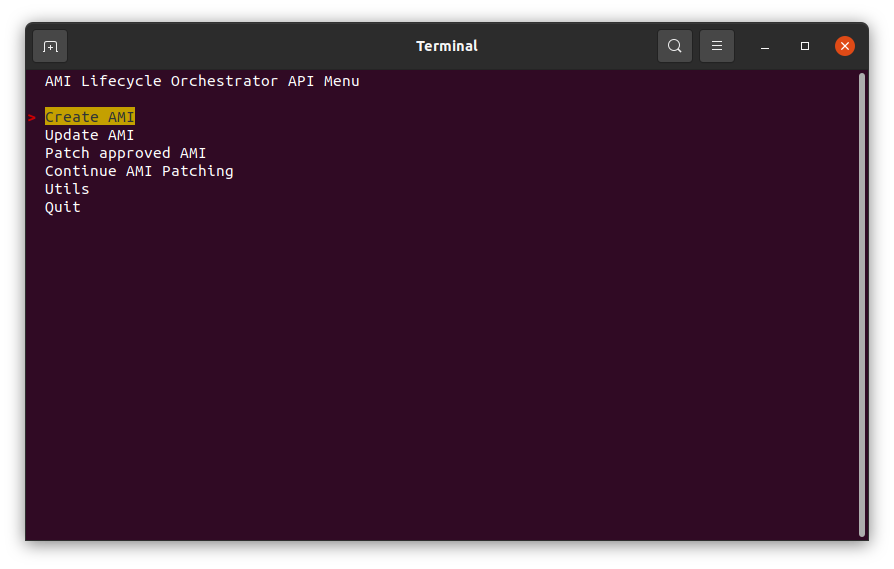 Terminal
AMI Lifecycle Orchestrator API Menu
> Create AMI
Update AMI
Patch approved AMI
Continue AMI Patching
Utils
Quit